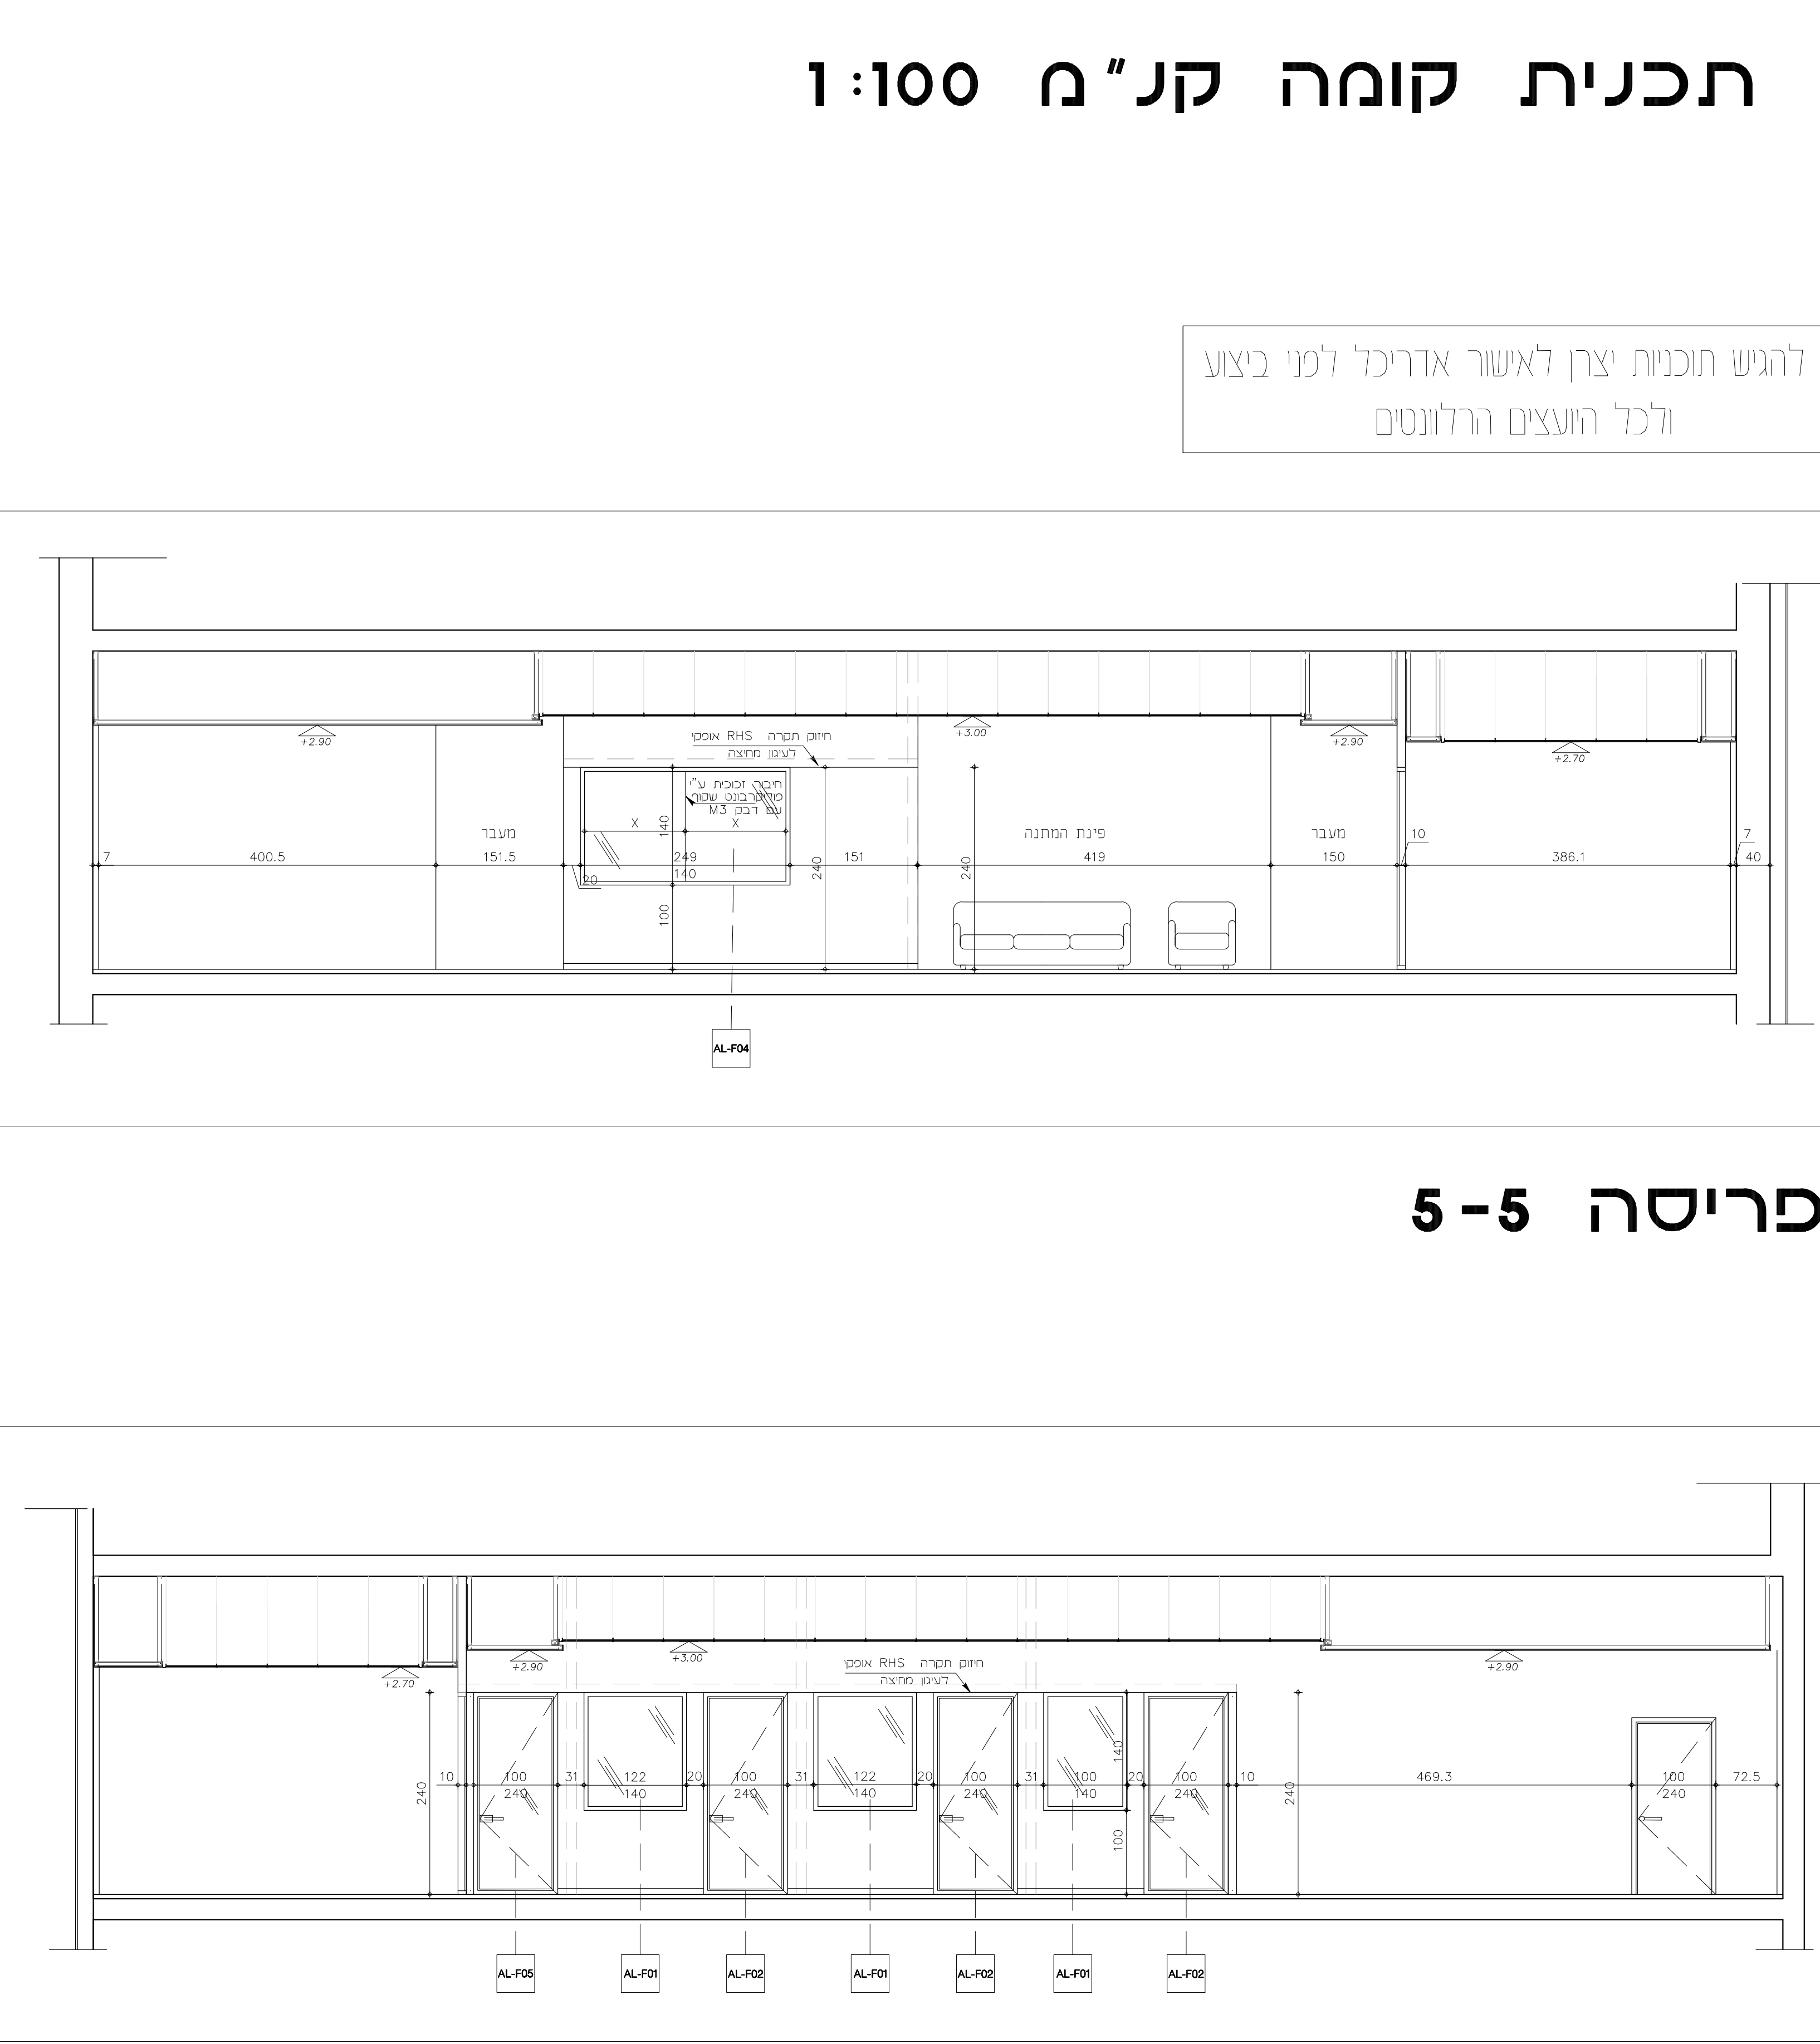 תכנית קומה קנ"מ 1:100
להגיש תוכניות יצרן לאישור אדריכל לפני ביצוע
ולכל היועצים הרלוונטים
+2.90
+3.00
+2.90
+2.70
חיזוק תקרה RHS אופקי
לעיגון מחיצה
חיבור זכוכית ע"י
פוליקרבונט שקוף
עם דבק M3
X
X
140
מעבר
פינת המתנה
מעבר
10
7
7
400.5
151.5
249
151
419
150
386.1
40
140
20
240
240
100
AL-F04
פריסה 5-5
+2.90
+3.00
+2.90
+2.70
חיזוק תקרה RHS אופקי
לעיגון מחיצה
240
10
100
31
122
20
100
31
122
20
100
31
100
20
100
10
469.3
100
72.5
240
140
240
140
240
140
240
240
140
100
240
AL-F05
AL-F01
AL-F02
AL-F01
AL-F02
AL-F01
AL-F02